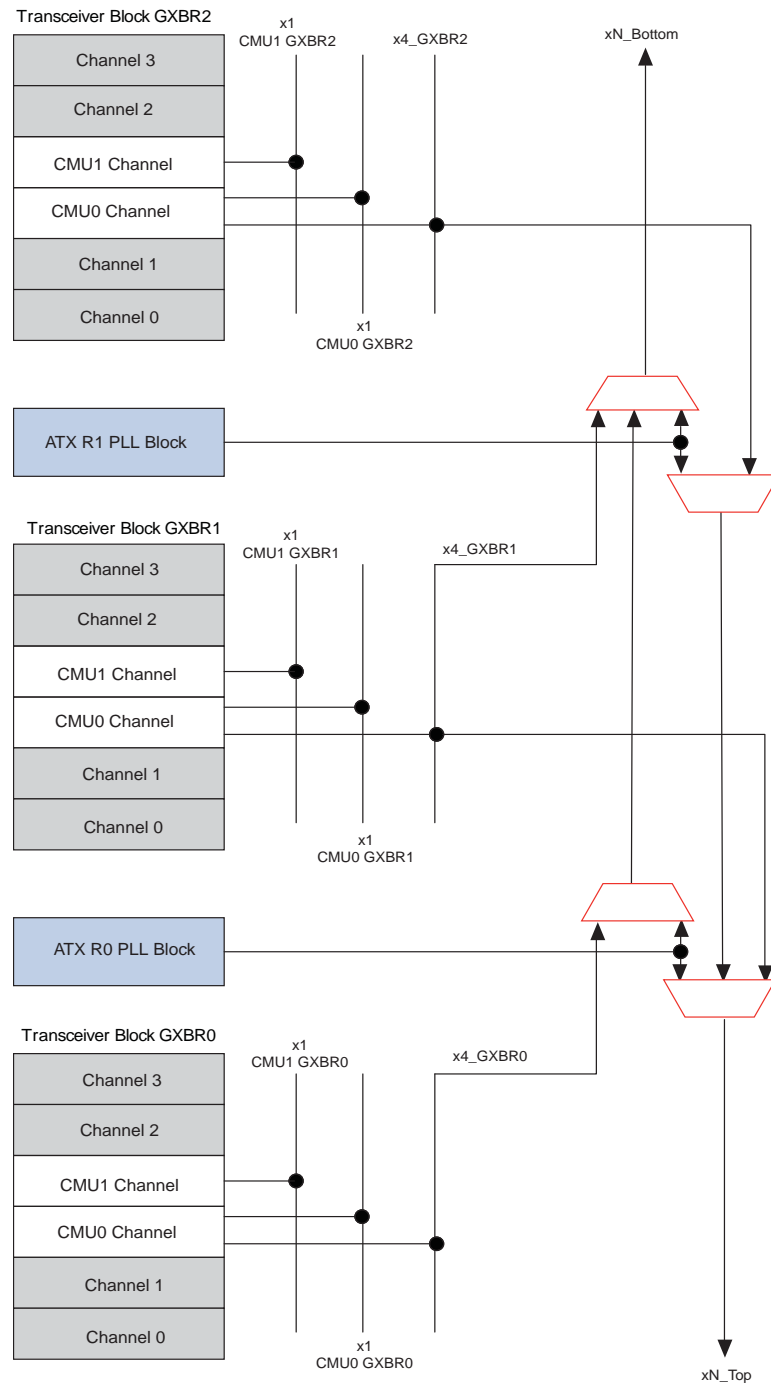 Transceiver Block GXBR2
x1
CMU1 GXBR2
x4_GXBR2
xN_Bottom
Channel 3
Channel 2
CMU1 Channel
CMU0 Channel
Channel 1
Channel 0
x1
CMU0 GXBR2
ATX R1 PLL Block
Transceiver Block GXBR1
x1
CMU1 GXBR1
x4_GXBR1
Channel 3
Channel 2
CMU1 Channel
CMU0 Channel
Channel 1
Channel 0
x1
CMU0 GXBR1
ATX R0 PLL Block
Transceiver Block GXBR0
x1
CMU1 GXBR0
x4_GXBR0
Channel 3
Channel 2
CMU1 Channel
CMU0 Channel
Channel 1
Channel 0
x1
CMU0 GXBR0
xN_Top